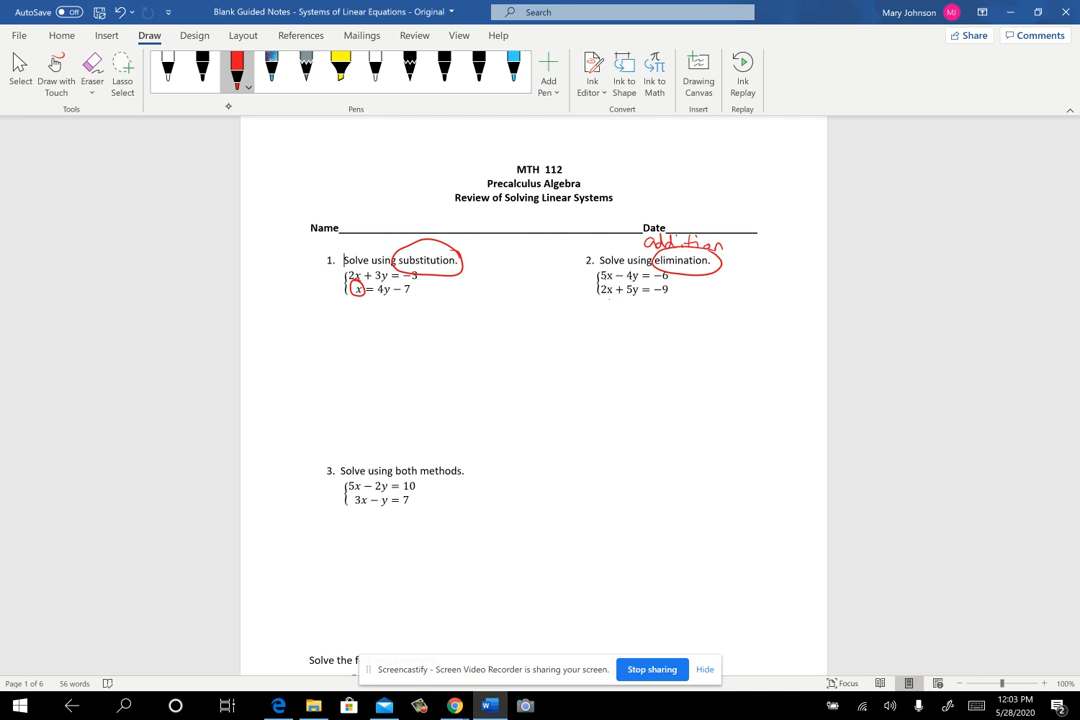 AutoSave Off Blank Guided Notes - Systems of Linear Equations - Original Search Mary Johnson MJ
File Home Insert Draw Design Layout References Mailings Review View Help Share Comments
Select Draw with Touch Eraser Lasso Select Add Pen Ink Editor Ink to Shape Ink to Math Drawing Canvas Ink Replay
Tools Pens Convert Insert Replay
MTH 112
Precalculus Algebra
Review of Solving Linear Systems
Name Date
addition
1. Solve using substitution.
2x + 3y = −3
x = 4y − 7
2. Solve using elimination.
5x − 4y = −6
2x + 5y = −9
3. Solve using both methods.
5x − 2y = 10
3x − y = 7
Solve the f
Screencastify - Screen Video Recorder is sharing your screen. Stop sharing Hide
Page 1 of 6 56 words Focus 100%
12:03 PM
5/28/2020
2